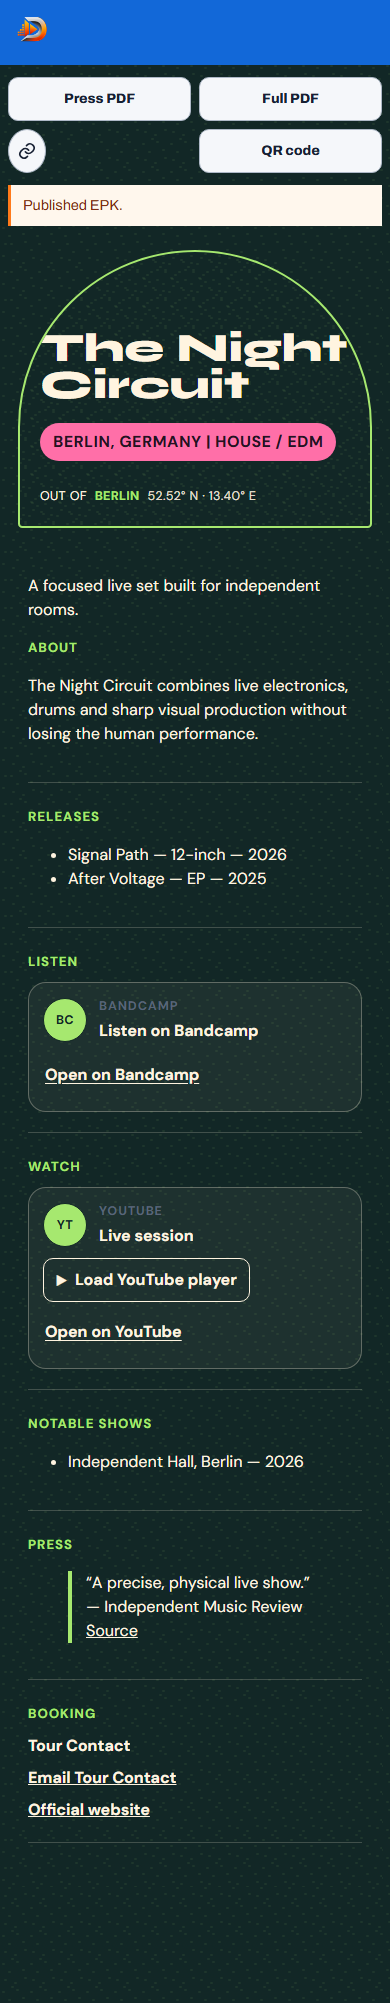 Press PDF
Full PDF
QR code
Published EPK.
The Night
Circuit
BERLIN, GERMANY | HOUSE / EDM
OUT OF BERLIN 52.52° N · 13.40° E
A focused live set built for independent
rooms.
ABOUT
The Night Circuit combines live electronics,
drums and sharp visual production without
losing the human performance.
RELEASES
• Signal Path — 12-inch — 2026
• After Voltage — EP — 2025
LISTEN
BC
BANDCAMP
Listen on Bandcamp
Open on Bandcamp
WATCH
YT
YOUTUBE
Live session
▶ Load YouTube player
Open on YouTube
NOTABLE SHOWS
• Independent Hall, Berlin — 2026
PRESS
“A precise, physical live show.”
— Independent Music Review
Source
BOOKING
Tour Contact
Email Tour Contact
Official website